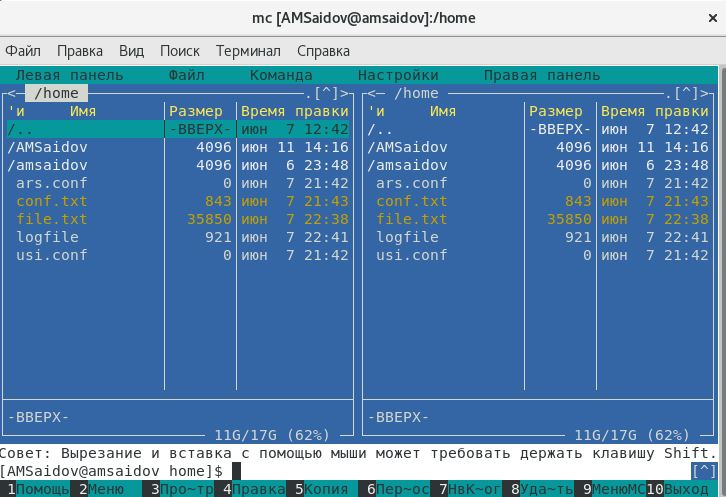 mc [AMSaidov@amsaidov]:/home ×
Файл Правка Вид Поиск Терминал Справка
Левая панель Файл Команда Настройки Правая панель
<─ /home .[^]> <─ /home .[^]>
'и Имя Размер Время правки 'и Имя Размер Время правки
/.. -ВВЕРХ- июн 7 12:42 /.. -ВВЕРХ- июн 7 12:42
/AMSaidov 4096 июн 11 14:16 /AMSaidov 4096 июн 11 14:16
/amsaidov 4096 июн 6 23:48 /amsaidov 4096 июн 6 23:48
ars.conf 0 июн 7 21:42 ars.conf 0 июн 7 21:42
conf.txt 843 июн 7 21:43 conf.txt 843 июн 7 21:43
file.txt 35850 июн 7 22:38 file.txt 35850 июн 7 22:38
logfile 921 июн 7 22:41 logfile 921 июн 7 22:41
usi.conf 0 июн 7 21:42 usi.conf 0 июн 7 21:42
-ВВЕРХ- -ВВЕРХ-
11G/17G (62%) 11G/17G (62%)
Совет: Вырезание и вставка с помощью мыши может требовать держать клавишу Shift.
[AMSaidov@amsaidov home]$ [^]
1Помощь 2Меню 3Про~тр 4Правка 5Копия 6Пер~ос 7НвК~ог 8Уда~ть 9МенюМС 10Выход